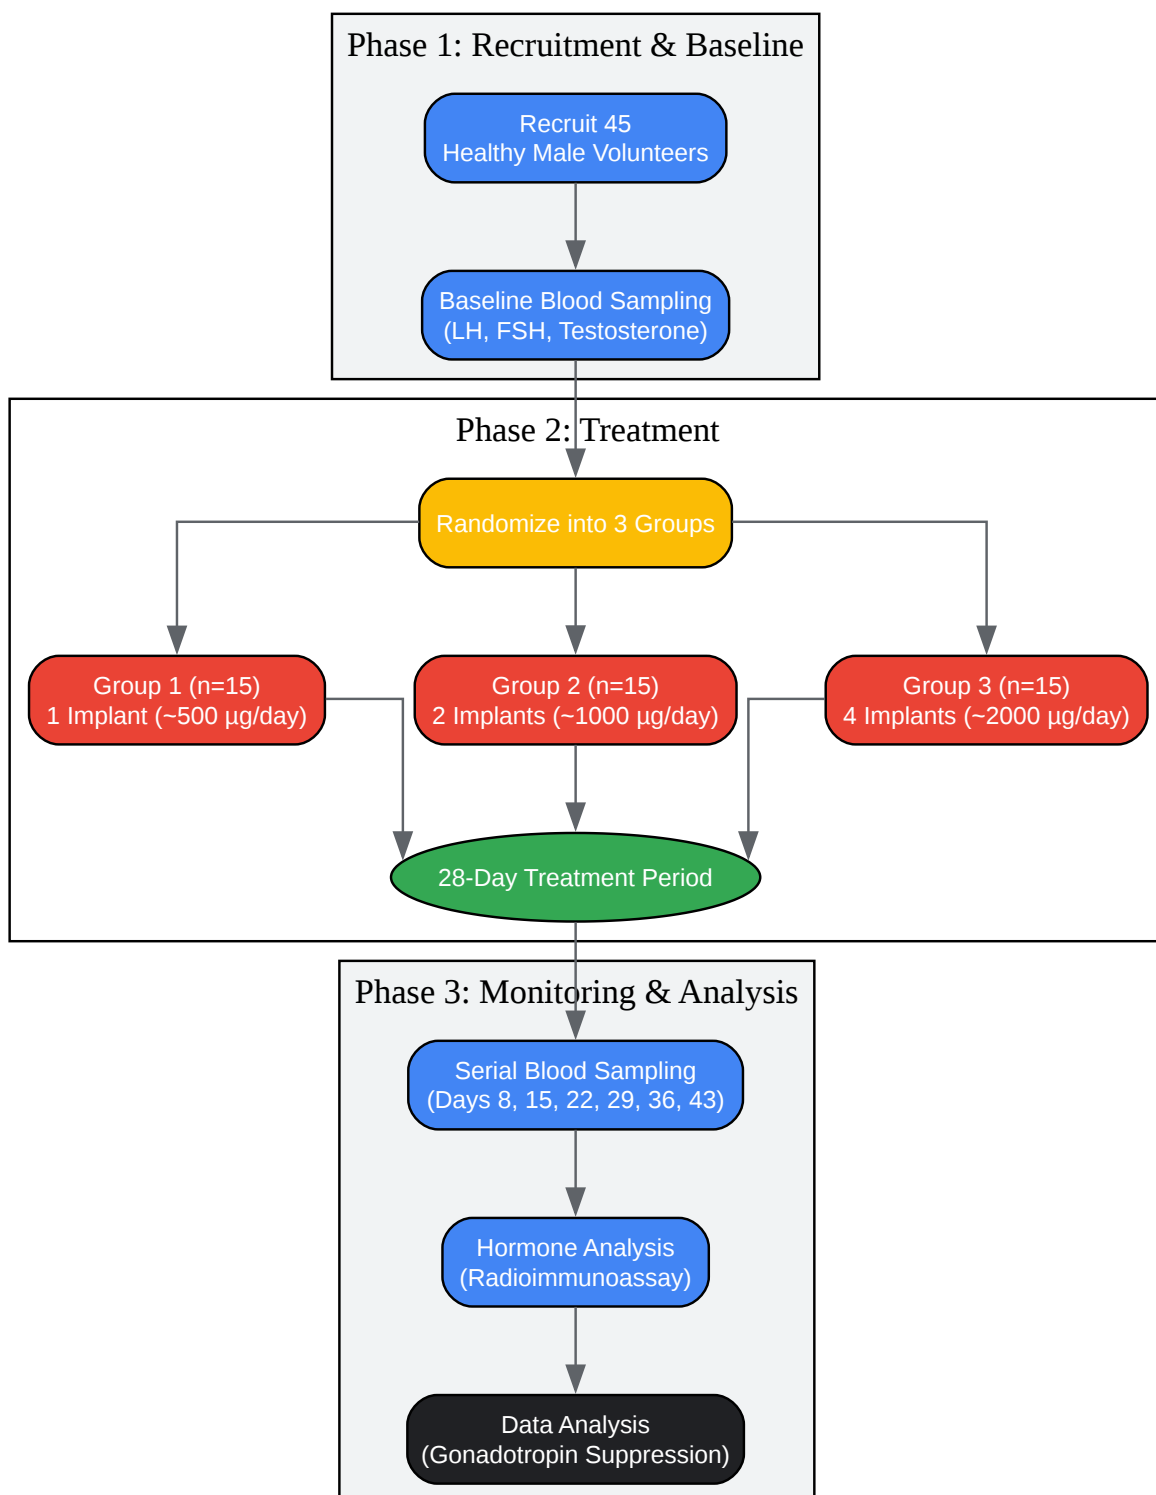 Phase 1: Recruitment & Baseline
Recruit 45
Healthy Male Volunteers
Baseline Blood Sampling
(LH, FSH, Testosterone)
Phase 2: Treatment
Randomize into 3 Groups
Group 1 (n=15)
1 Implant (~500 µg/day)
Group 2 (n=15)
2 Implants (~1000 µg/day)
Group 3 (n=15)
4 Implants (~2000 µg/day)
28-Day Treatment Period
Phase 3: Monitoring & Analysis
Serial Blood Sampling
(Days 8, 15, 22, 29, 36, 43)
Hormone Analysis
(Radioimmunoassay)
Data Analysis
(Gonadotropin Suppression)